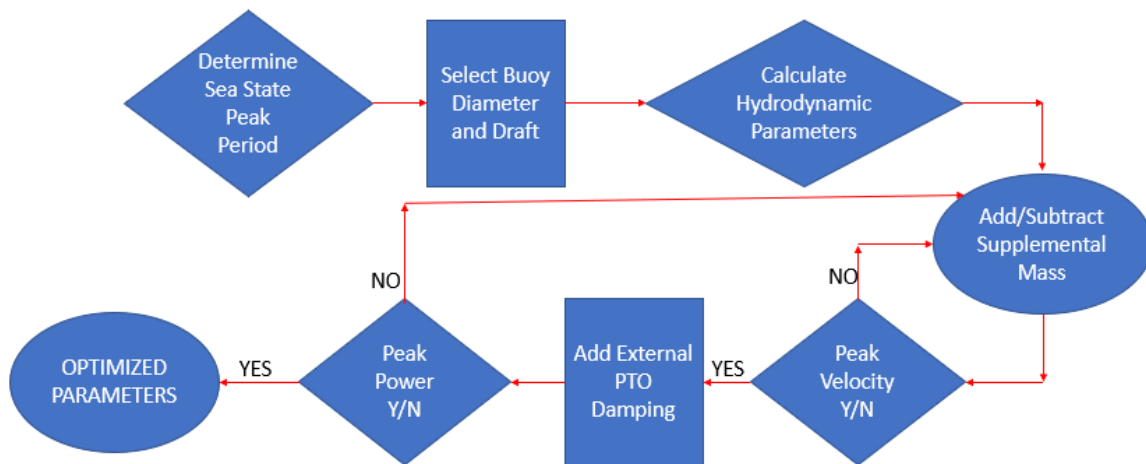 Determine
Sea State
Peak
Period
Select Buoy
Diameter
and Draft
Calculate
Hydrodynamic
Parameters
Add/Subtract
Supplemental
Mass
NO
NO
OPTIMIZED
PARAMETERS
YES
Peak
Power
Y/N
Add External
PTO
Damping
YES
Peak
Velocity
Y/N